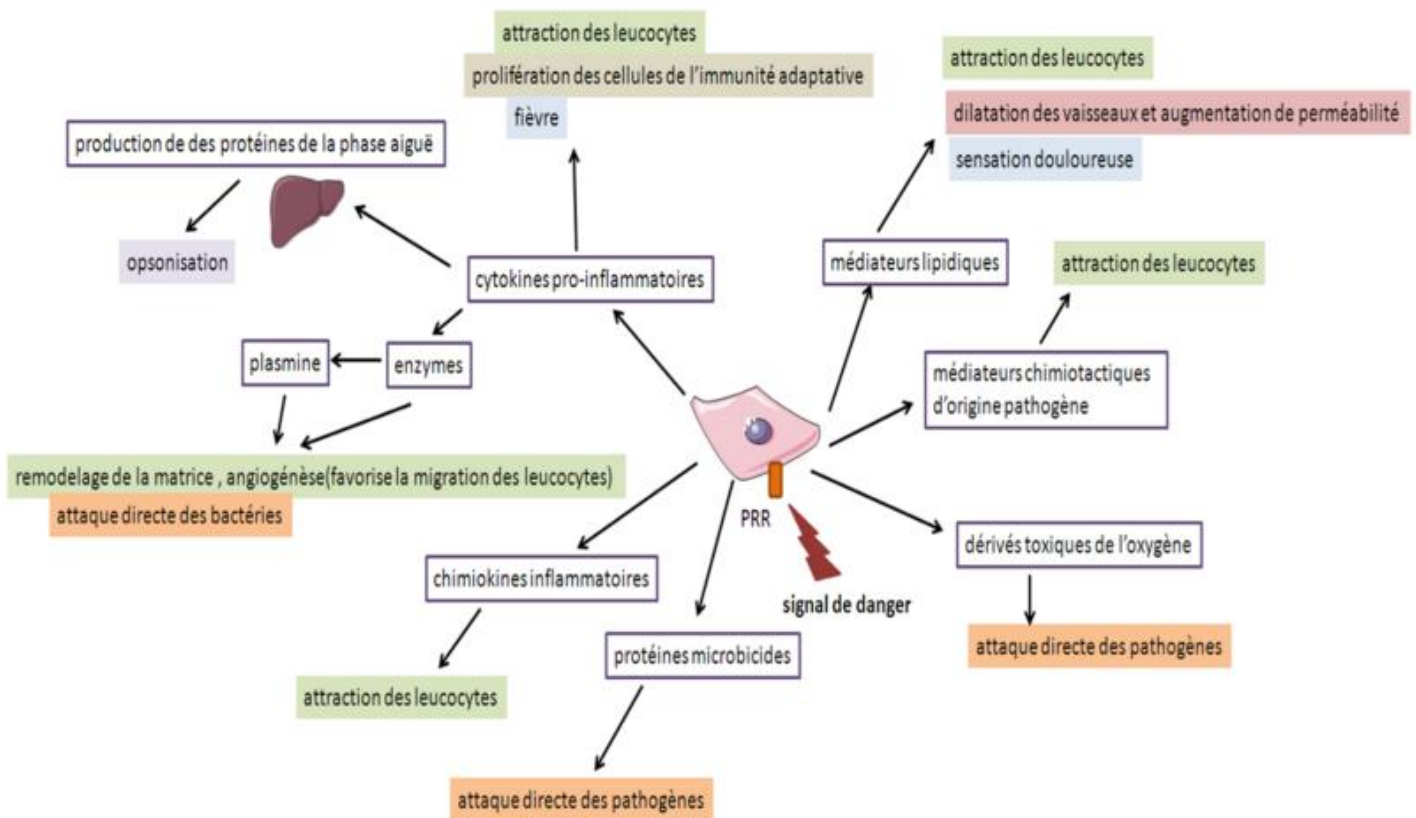 attraction des leucocytes
prolifération des cellules de l'immunité adaptative
fièvre
attraction des leucocytes
dilatation des vaisseaux et augmentation de perméabilité
sensation douloureuse
production de des protéines de la phase aiguë
opsonisation
cytokines pro-inflammatoires
médiateurs lipidiques
attraction des leucocytes
plasmine
enzymes
médiateurs chimiotactiques
d'origine pathogène
remodelage de la matrice , angiogénèse(favorise la migration des leucocytes)
attaque directe des bactéries
PRR
signal de danger
dérivés toxiques de l'oxygène
attaque directe des pathogènes
chimiokines inflammatoires
attraction des leucocytes
protéines microbicides
attaque directe des pathogènes